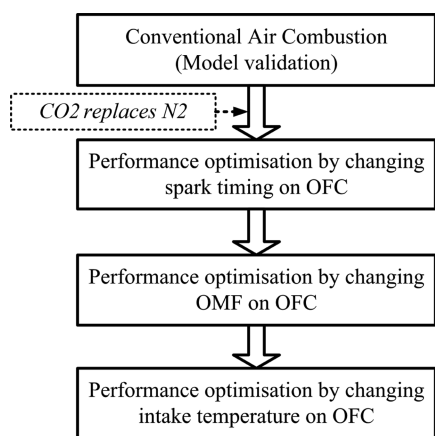 Conventional Air Combustion
(Model validation)
CO2 replaces N2
Performance optimisation by changing
spark timing on OFC
Performance optimisation by changing
OMF on OFC
Performance optimisation by changing
intake temperature on OFC